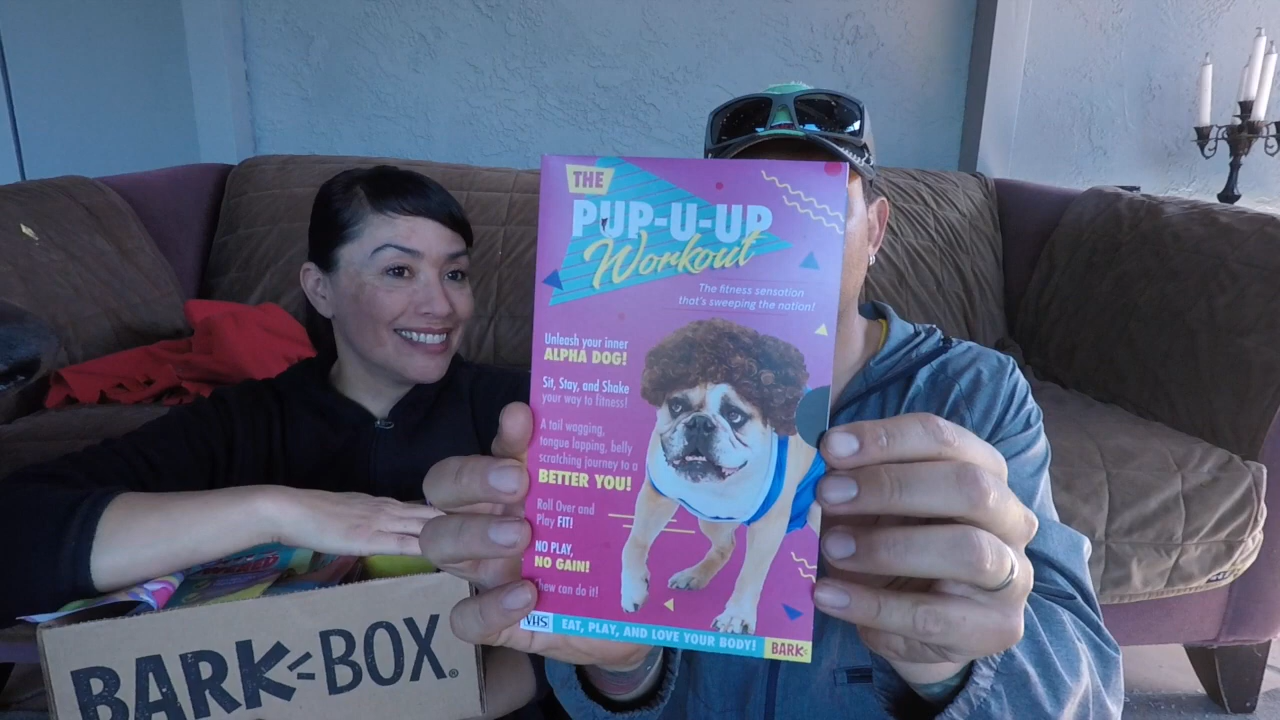 THE
PUP-U-UP
Workout
The fitness sensation
that's sweeping the nation!
Unleash your inner
ALPHA DOG!
Sit, Stay, and Shake
your way to fitness!
A tail wagging,
tongue lapping, belly
scratching journey to a
BETTER YOU!
Roll Over and
Play FIT!
NO PLAY,
NO GAIN!
Chew can do it!
VHS
EAT, PLAY, AND LOVE YOUR BODY!
BARK
BARK BOX®